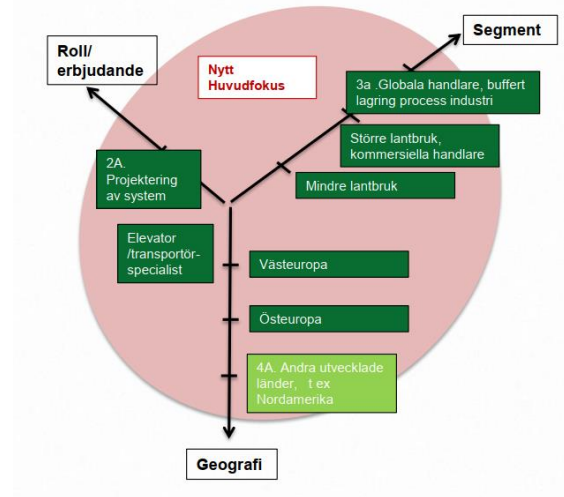 Segment
Roll/
erbjudande
Nytt
Huvudfokus
3a .Globala handlare, buffert
lagring process industri
Större lantbruk,
kommersiella handlare
2A.
Projektering
av system
Mindre lantbruk
Elevator
/transportör-
specialist
Västeuropa
Östeuropa
4A. Andra utvecklade
länder, t ex
Nordamerika
Geografi